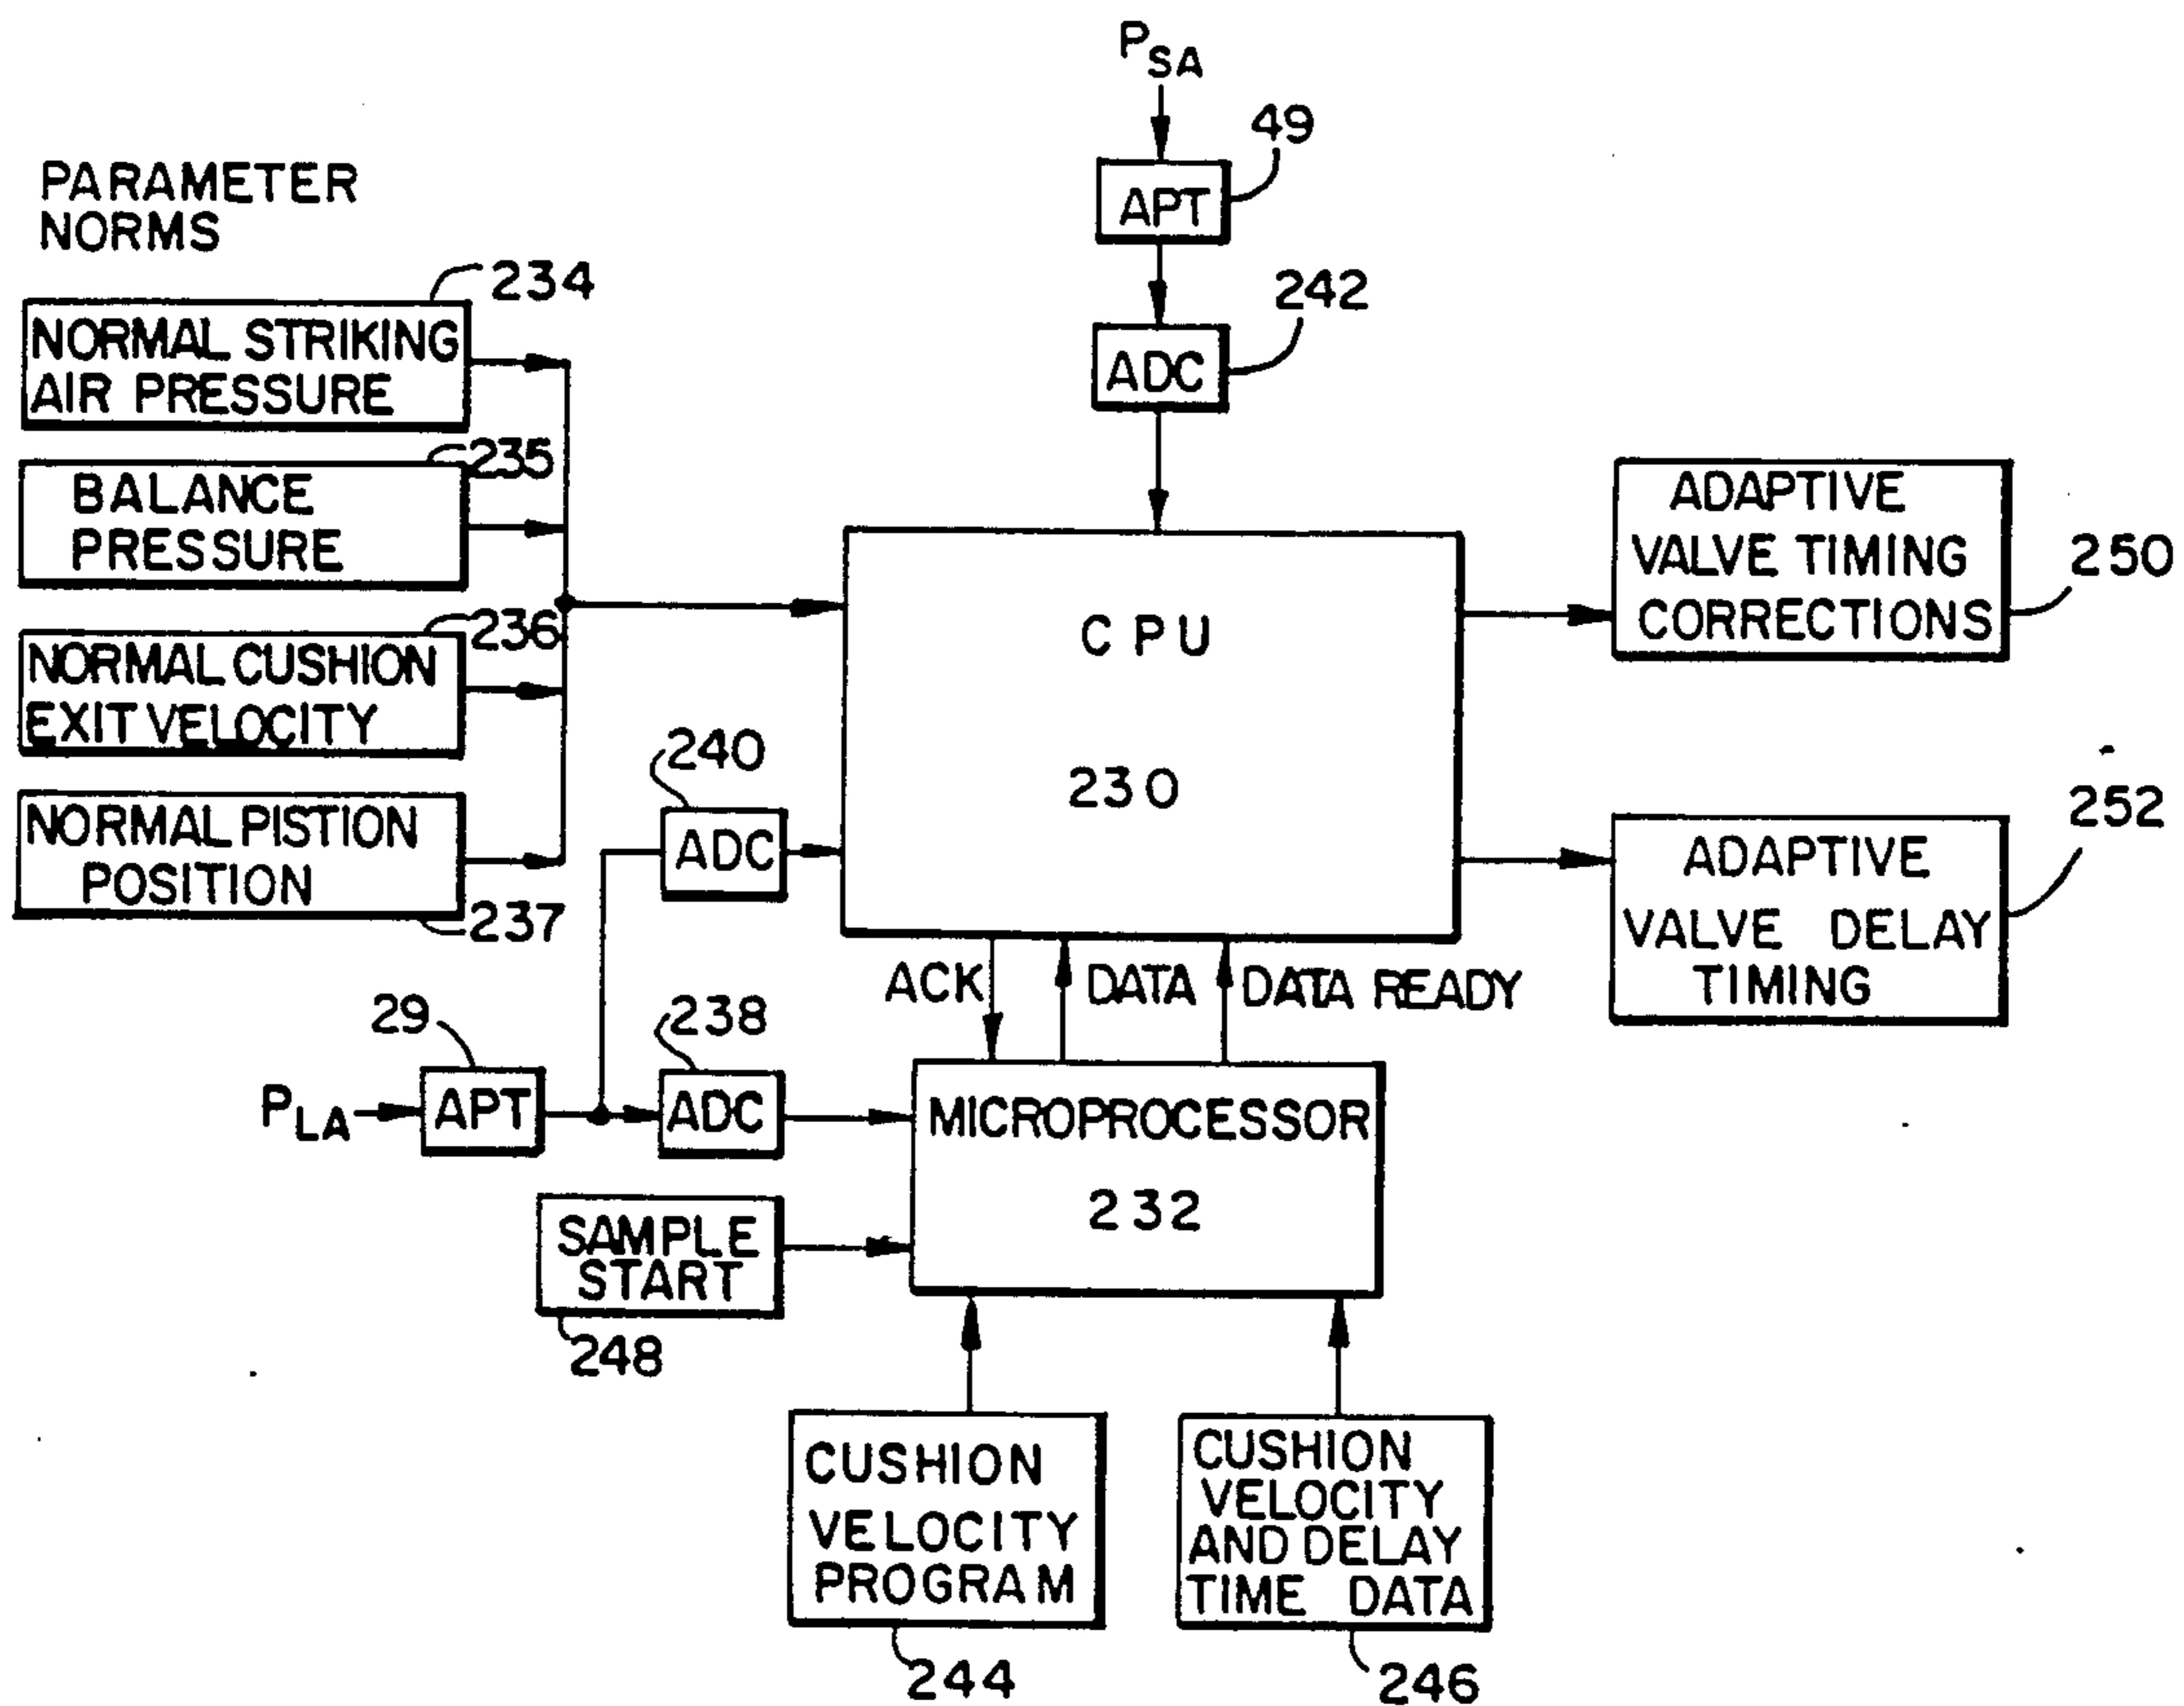 P_SA
49
APT
242
ADC
PARAMETER
NORMS
234
NORMAL STRIKING
AIR PRESSURE
235
BALANCE
PRESSURE
236
NORMAL CUSHION
EXIT VELOCITY
NORMAL PISTION
POSITION
237
240
ADC
CPU
230
ADAPTIVE
VALVE TIMING
CORRECTIONS
250
252
ADAPTIVE
VALVE DELAY
TIMING
ACK
DATA
DATA READY
29
238
P_LA
APT
ADC
MICROPROCESSOR
232
SAMPLE
START
248
CUSHION
VELOCITY
PROGRAM
244
CUSHION
VELOCITY
AND DELAY
TIME DATA
246